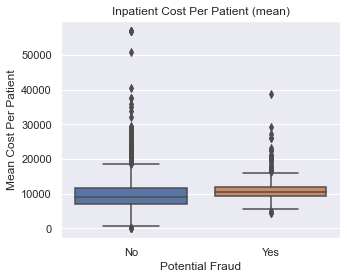 Inpatient Cost Per Patient (mean)
Mean Cost Per Patient
50000
40000
30000
20000
10000
0
No
Yes
Potential Fraud